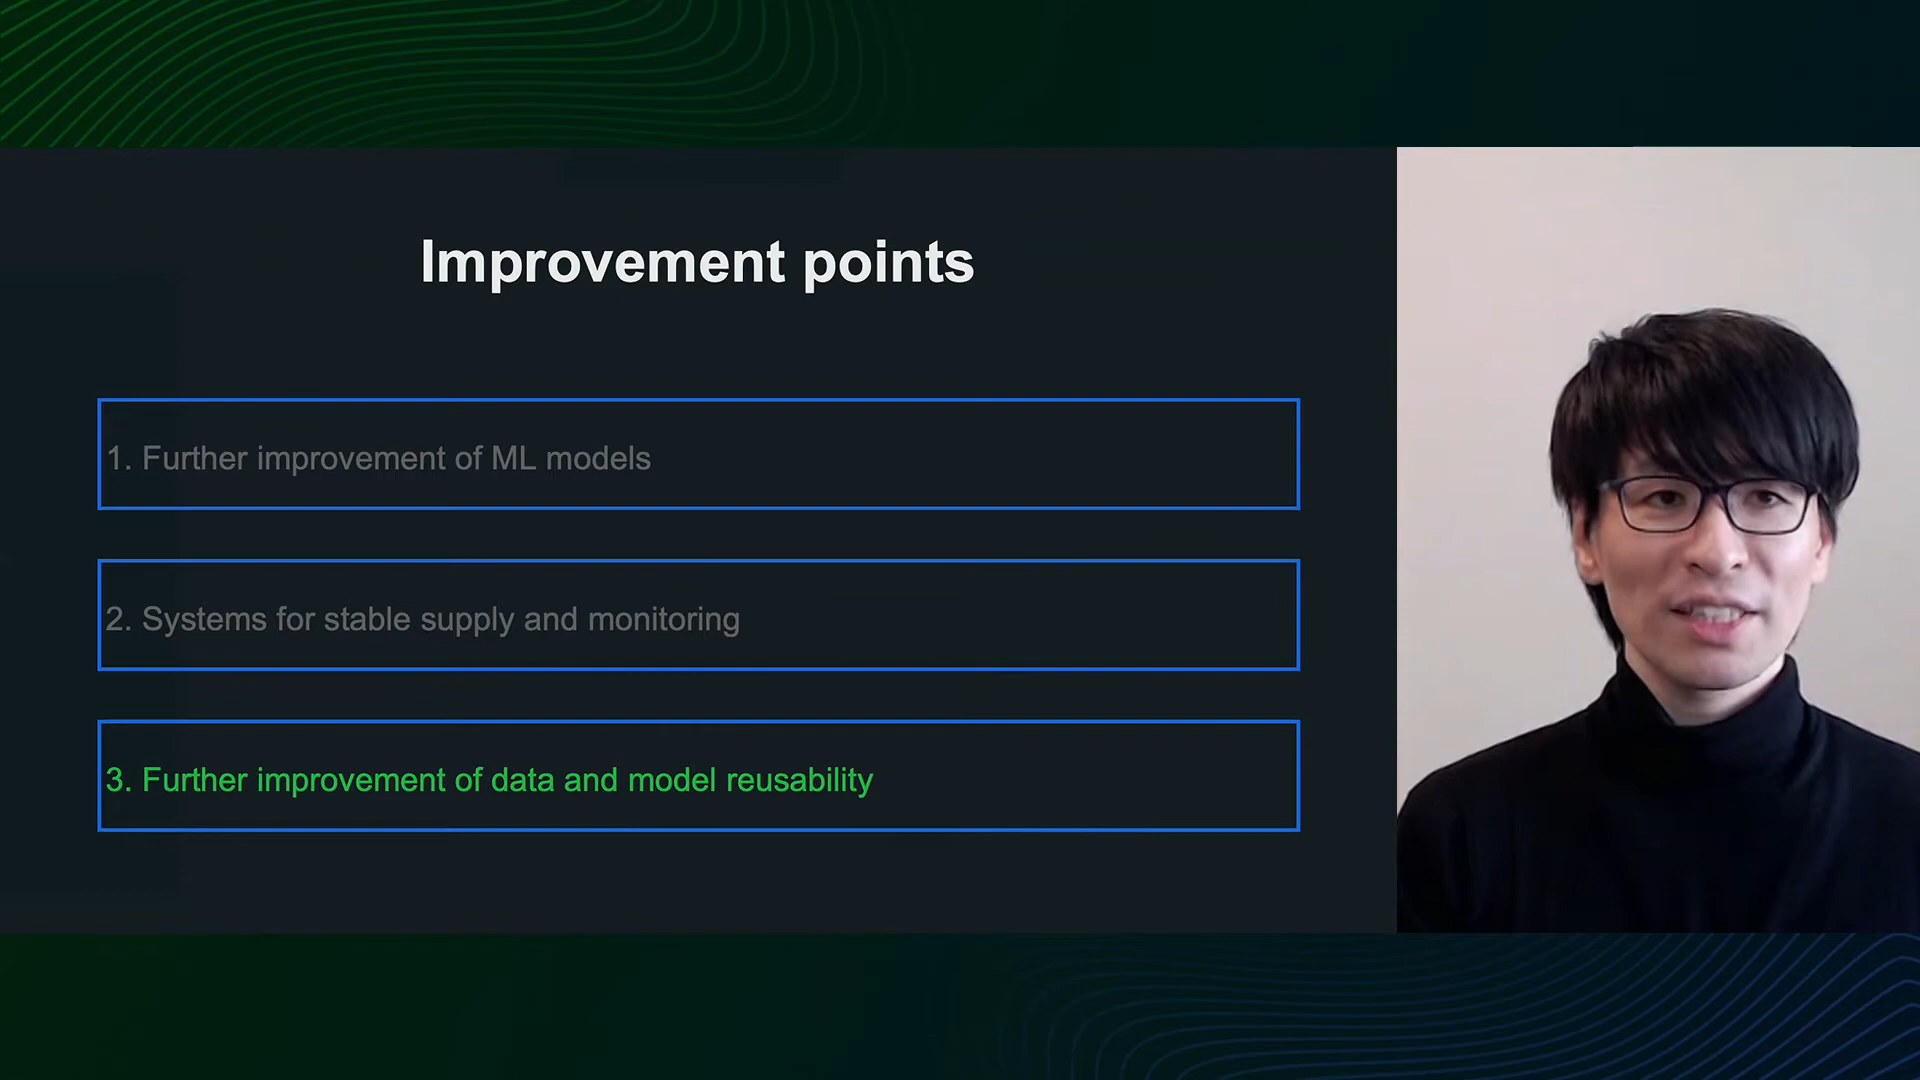 Improvement points
1. Further improvement of ML models
2. Systems for stable supply and monitoring
3. Further improvement of data and model reusability